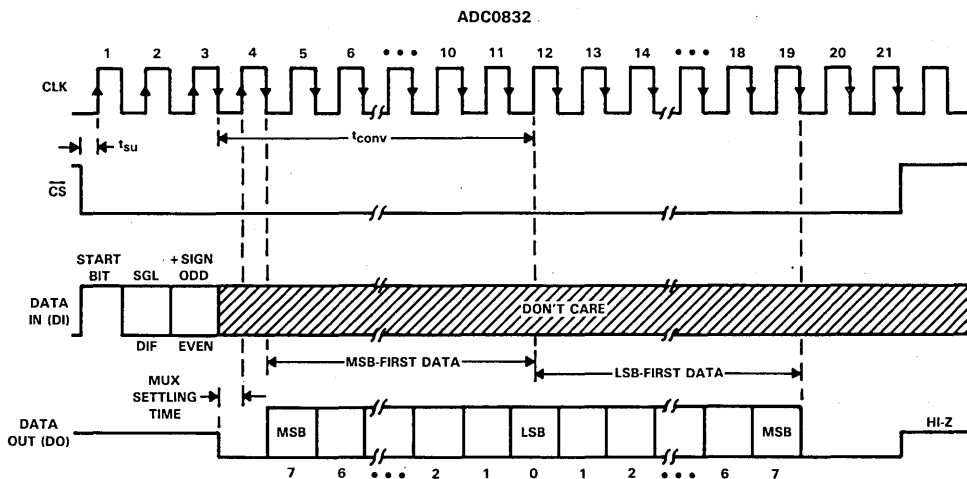 ADC0832
1 2 3 4 5 6 ••• 10 11 12 13 14 ••• 18 19 20 21
CLK
tconv
tsu
CS
START BIT
SGL
+ SIGN ODD
DATA IN (DI)
DON'T CARE
DIF
EVEN
MSB-FIRST DATA
LSB-FIRST DATA
MUX SETTLING TIME
DATA OUT (DO)
MSB
LSB
MSB
HI-Z
7 6 ••• 2 1 0 1 2 ••• 6 7